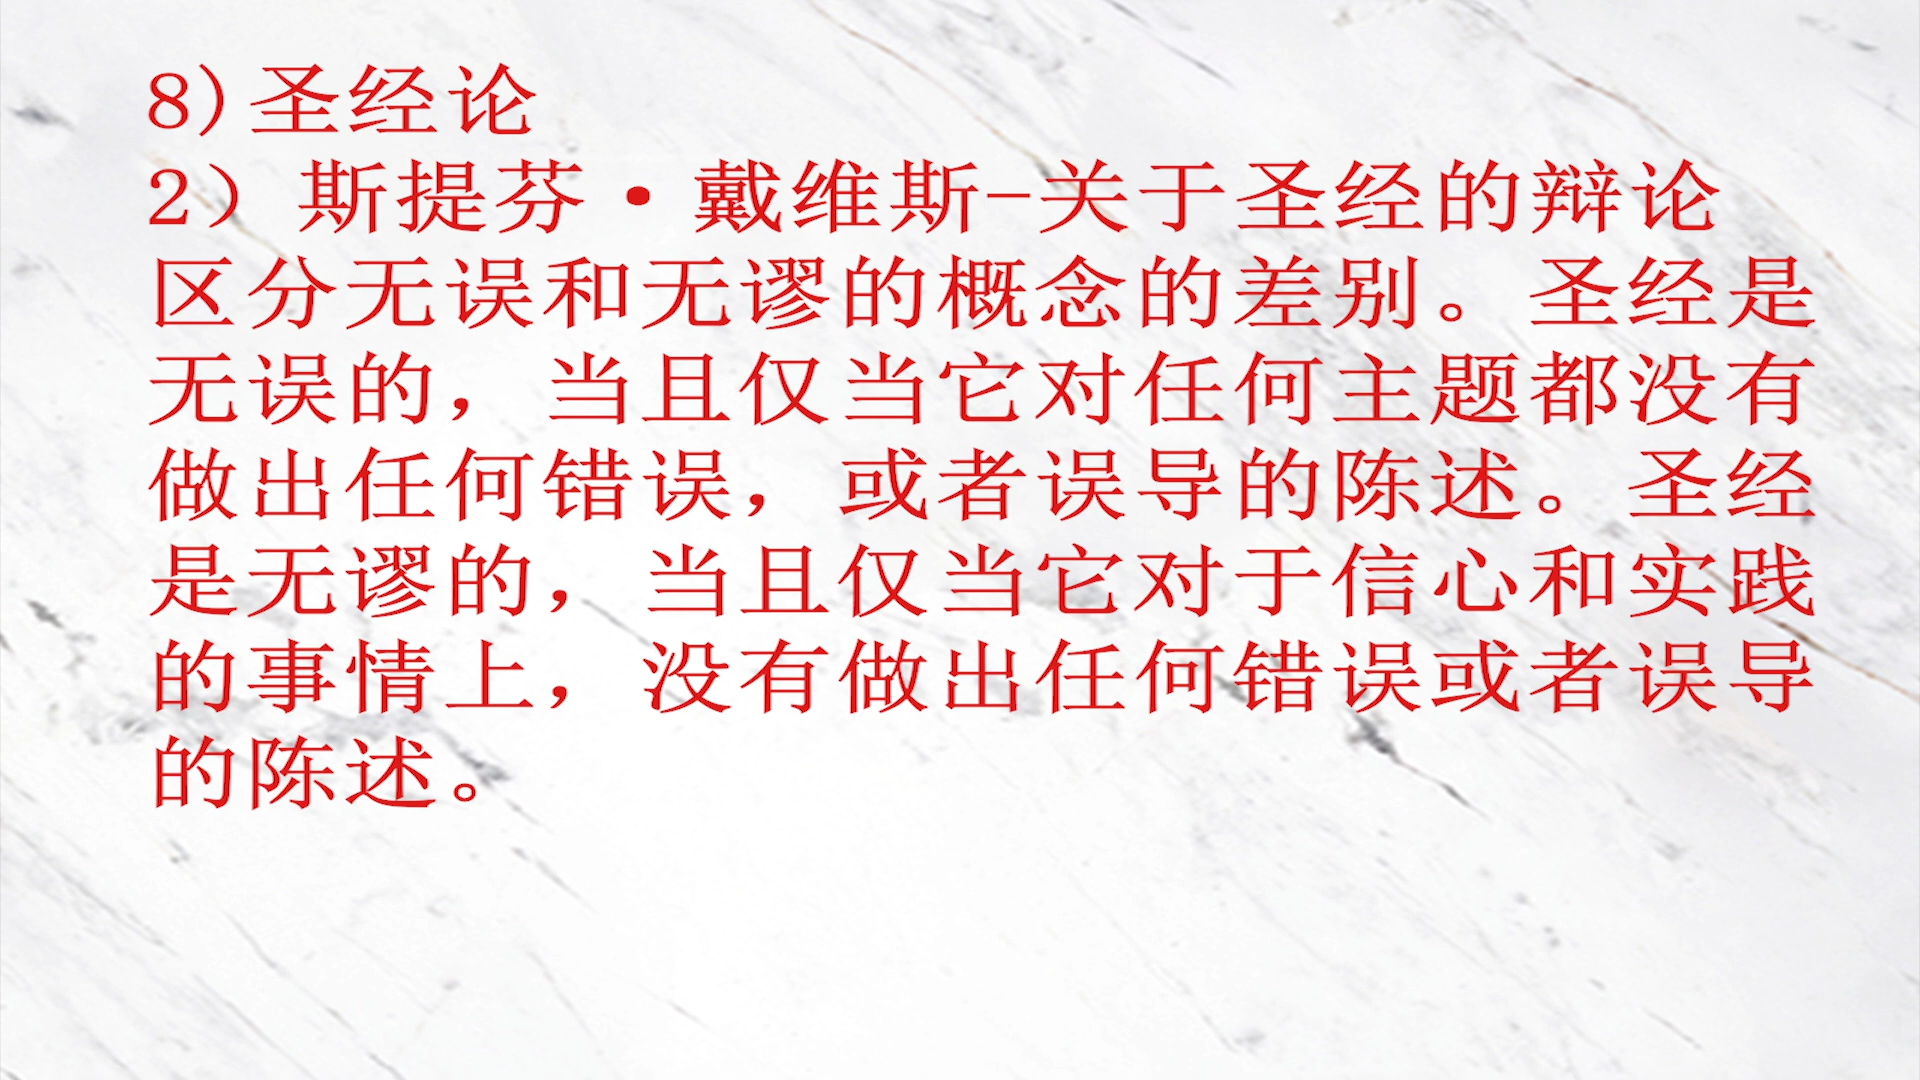 8)圣经论
2）斯提芬·戴维斯-关于圣经的辩论
区分无误和无谬的概念的差别。圣经是
无误的，当且仅当它对任何主题都没有
做出任何错误，或者误导的陈述。圣经
是无谬的，当且仅当它对于信心和实践
的事情上，没有做出任何错误或者误导
的陈述。